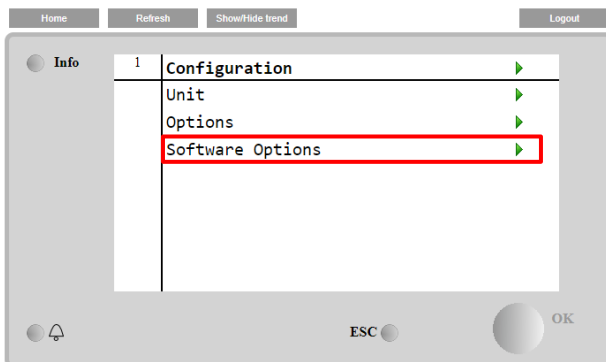 Home Refresh Show/Hide trend Logout
Info
1 Configuration
Unit
Options
Software Options
ESC
OK